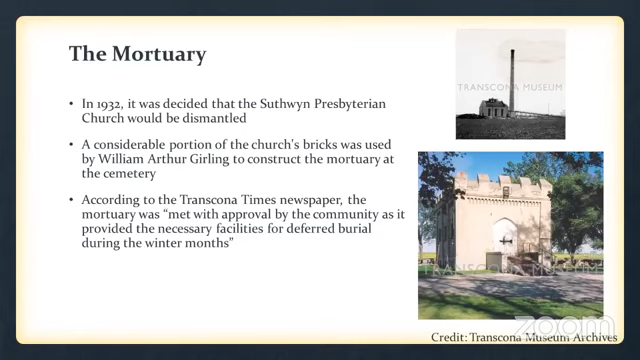 The Mortuary
• In 1932, it was decided that the Suthwyn Presbyterian
Church would be dismantled
• A considerable portion of the church's bricks was used
by William Arthur Girling to construct the mortuary at
the cemetery
• According to the Transcona Times newspaper, the
mortuary was “met with approval by the community as it
provided the necessary facilities for deferred burial
during the winter months”
TRANSCONA MUSEUM
TRANSCONA MUSEUM
Credit: Transcona Museum Archives
zoom